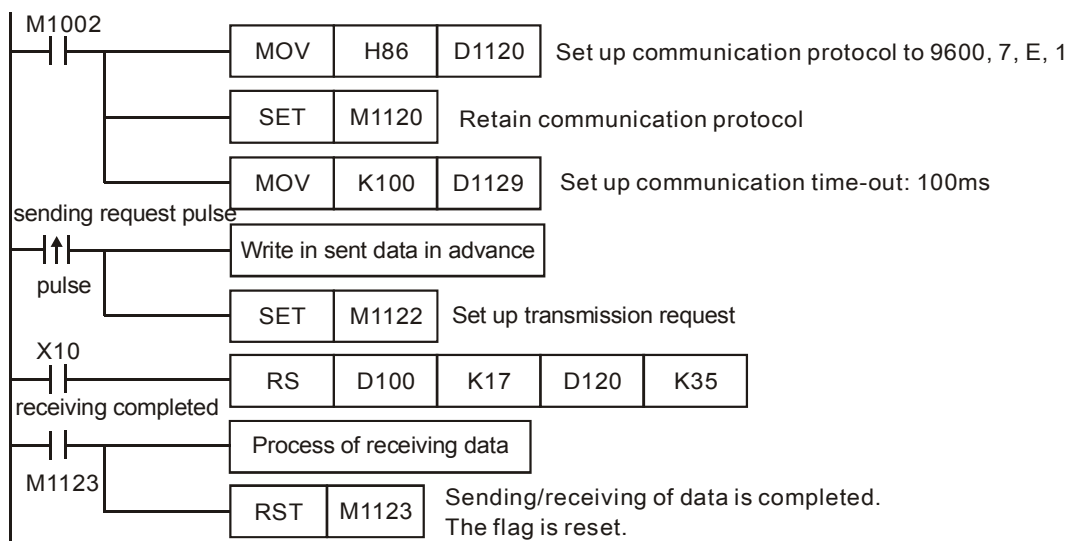 M1002
MOV H86 D1120 Set up communication protocol to 9600, 7, E, 1
SET M1120 Retain communication protocol
MOV K100 D1129 Set up communication time-out: 100ms
sending request pulse
Write in sent data in advance
pulse
SET M1122 Set up transmission request
X10
RS D100 K17 D120 K35
receiving completed
Process of receiving data
M1123
RST M1123 Sending/receiving of data is completed.
The flag is reset.